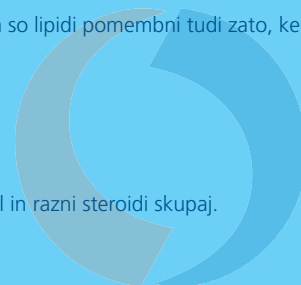 so lipidi pomembni tudi zato, ke
in razni steroidi skupaj.